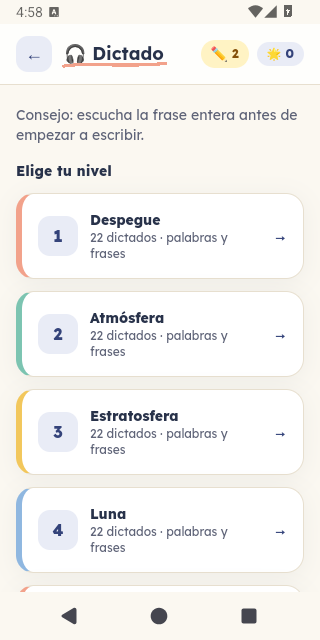 4:58
A
← 🎧 Dictado ✏️ 2 🌟 0
Consejo: escucha la frase entera antes de
empezar a escribir.
Elige tu nivel
1
Despegue
22 dictados · palabras y
frases
→
2
Atmósfera
22 dictados · palabras y
frases
→
3
Estratosfera
22 dictados · palabras y
frases
→
4
Luna
22 dictados · palabras y
frases
→